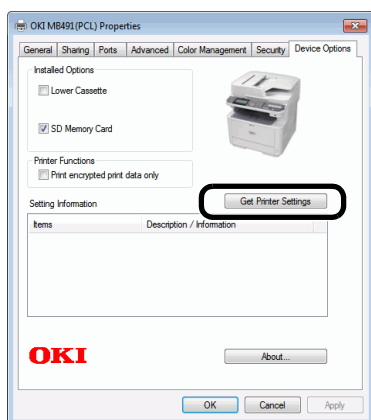 OKI MB491(PCL) Properties
General Sharing Ports Advanced Color Management Security Device Options
Installed Options
Lower Cassette
SD Memory Card
Printer Functions
Print encrypted print data only
Setting Information
Get Printer Settings
Items Description / Information
OKI
About...
OK Cancel Apply